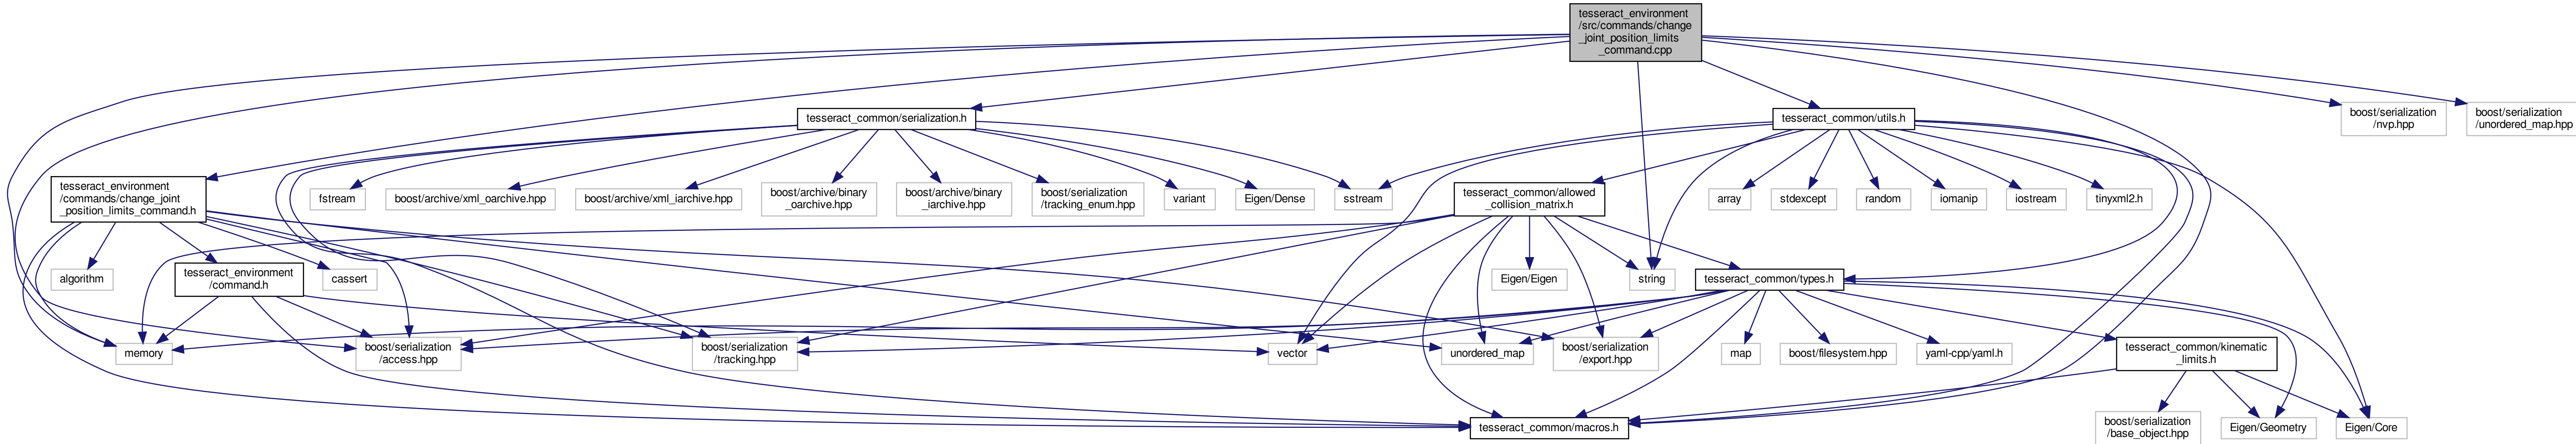 tesseract_environment
/src/commands/change
_joint_position_limits
_command.cpp
tesseract_common/serialization.h
tesseract_common/utils.h
boost/serialization
/nvp.hpp
boost/serialization
/unordered_map.hpp
tesseract_environment
/commands/change_joint
_position_limits_command.h
fstream
boost/archive/xml_oarchive.hpp
boost/archive/xml_iarchive.hpp
boost/archive/binary
_oarchive.hpp
boost/archive/binary
_iarchive.hpp
boost/serialization
/tracking_enum.hpp
variant
Eigen/Dense
sstream
tesseract_common/allowed
_collision_matrix.h
array
stdexcept
random
iomanip
iostream
tinyxml2.h
algorithm
tesseract_environment
/command.h
cassert
Eigen/Eigen
string
tesseract_common/types.h
memory
boost/serialization
/access.hpp
boost/serialization
/tracking.hpp
vector
unordered_map
boost/serialization
/export.hpp
map
boost/filesystem.hpp
yaml-cpp/yaml.h
tesseract_common/kinematic
_limits.h
tesseract_common/macros.h
boost/serialization
/base_object.hpp
Eigen/Geometry
Eigen/Core